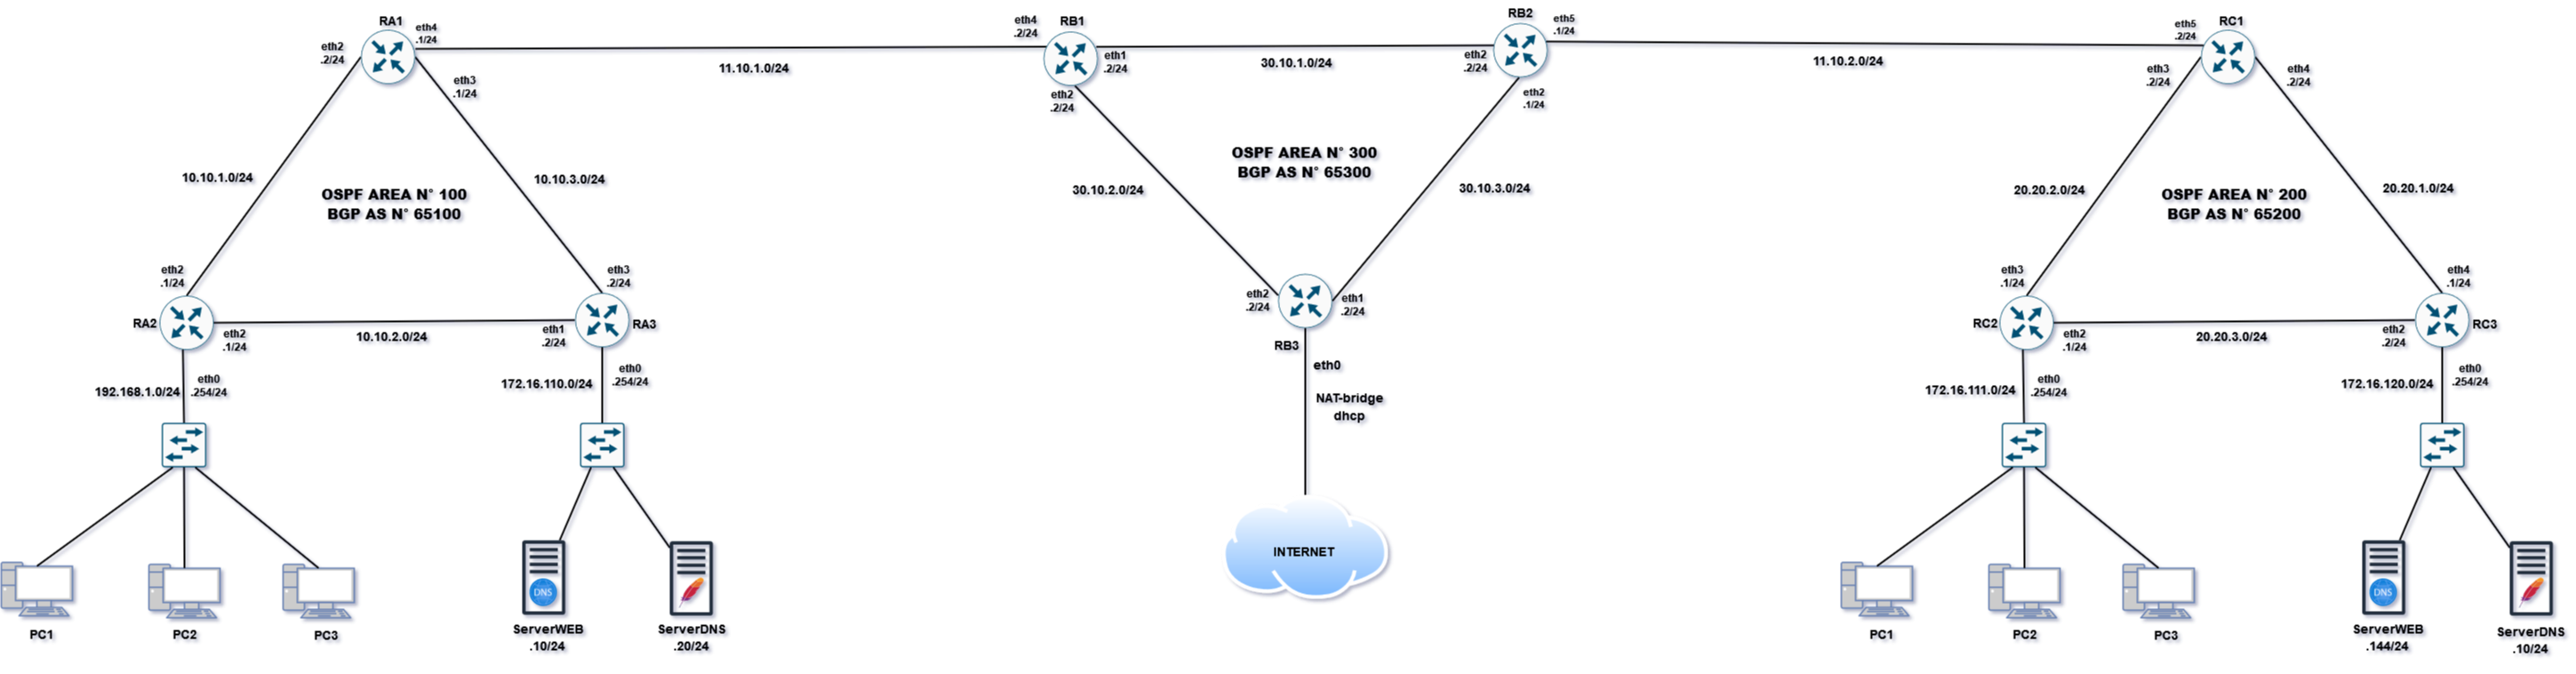 RA1
eth4
.1/24
eth2
.2/24
eth3
.1/24
11.10.1.0/24
10.10.1.0/24
10.10.3.0/24
OSPF AREA N° 100
BGP AS N° 65100
eth2
.1/24
eth3
.2/24
RA2
eth2
.1/24
10.10.2.0/24
eth1
.2/24
RA3
192.168.1.0/24
eth0
.254/24
172.16.110.0/24
eth0
.254/24
PC1
PC2
PC3
ServerWEB
.10/24
ServerDNS
.20/24
DNS
eth4
.2/24
RB1
eth1
.2/24
eth2
.2/24
30.10.1.0/24
RB2
eth5
.1/24
eth2
.2/24
eth2
.1/24
OSPF AREA N° 300
BGP AS N° 65300
30.10.2.0/24
30.10.3.0/24
eth2
.2/24
eth1
.2/24
RB3
eth0
NAT-bridge
dhcp
INTERNET
11.10.2.0/24
eth5
.2/24
RC1
eth3
.2/24
eth4
.2/24
20.20.2.0/24
20.20.1.0/24
OSPF AREA N° 200
BGP AS N° 65200
eth3
.1/24
eth4
.1/24
RC2
eth2
.1/24
20.20.3.0/24
eth2
.2/24
RC3
172.16.111.0/24
eth0
.254/24
172.16.120.0/24
eth0
.254/24
PC1
PC2
PC3
DNS
ServerWEB
.144/24
ServerDNS
.10/24